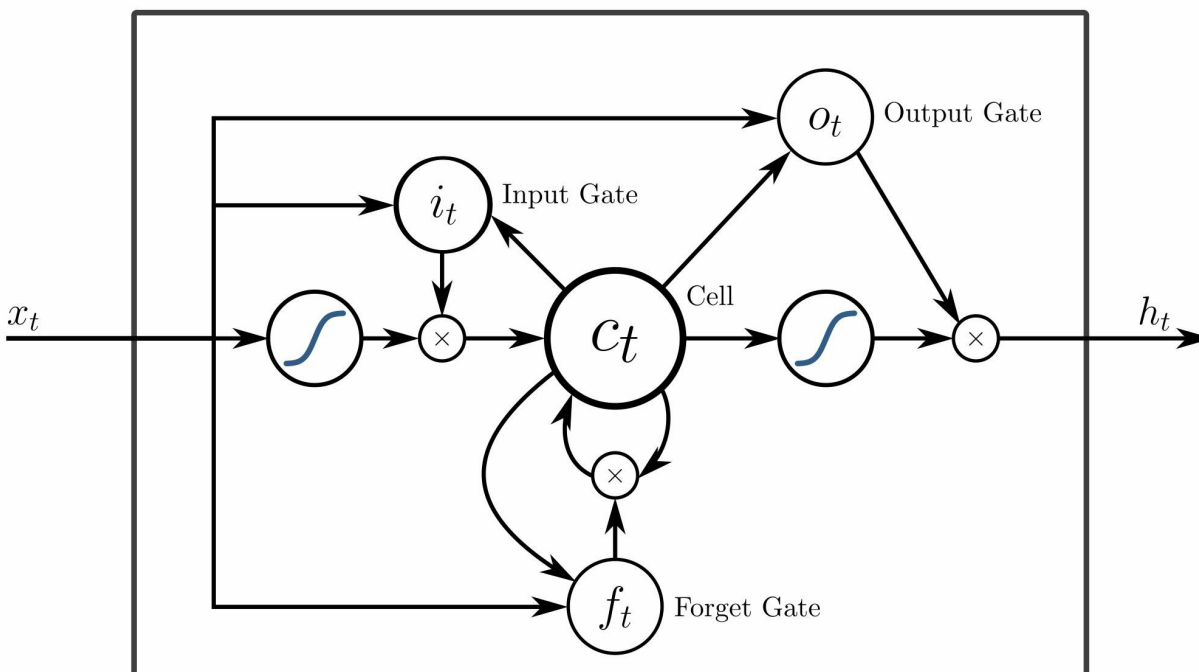 o_t
Output Gate
i_t
Input Gate
Cell
x_t
×
c_t
×
h_t
×
f_t
Forget Gate